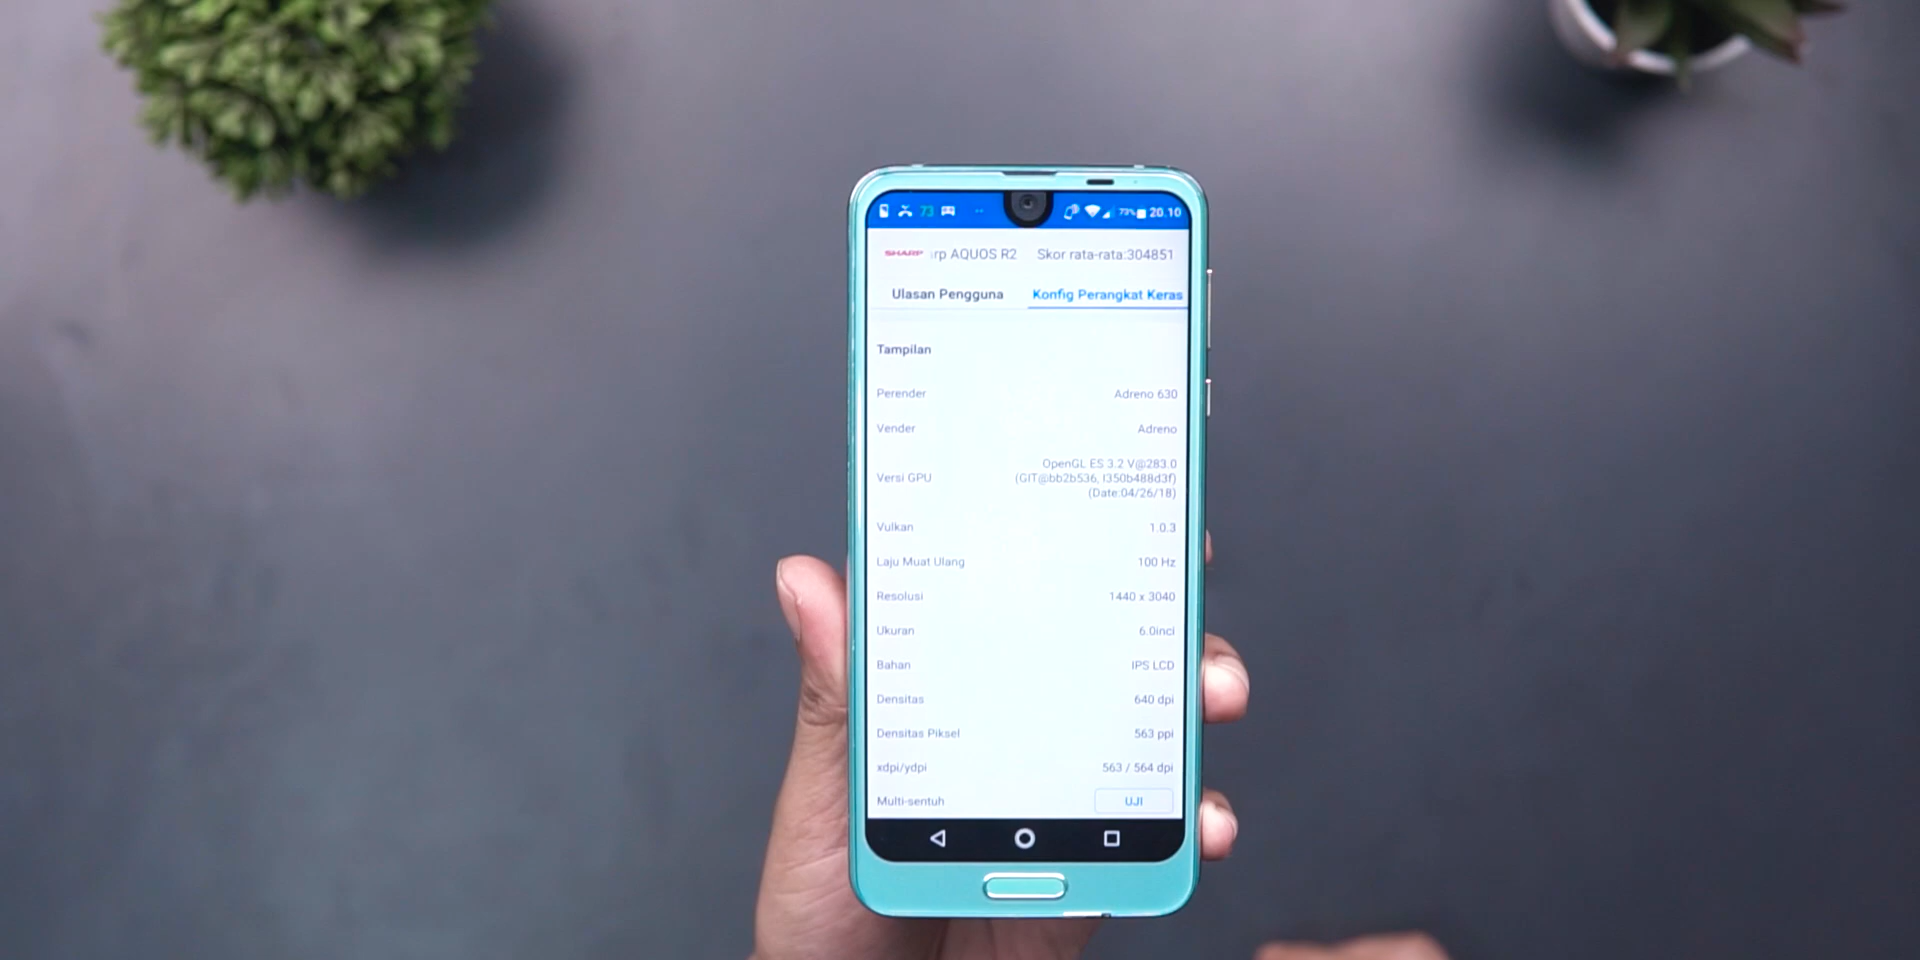 73 73% 20.10
SHARP rp AQUOS R2 Skor rata-rata:304851
Ulasan Pengguna Konfig Perangkat Keras
Tampilan
Perender Adreno 630
Vender Adreno
Versi GPU OpenGL ES 3.2 V@283.0
(GIT@bb2b536, I350b488d3f)
(Date:04/26/18)
Vulkan 1.0.3
Laju Muat Ulang 100 Hz
Resolusi 1440 x 3040
Ukuran 6.0inci
Bahan IPS LCD
Densitas 640 dpi
Densitas Piksel 563 ppi
xdpi/ydpi 563 / 564 dpi
Multi-sentuh UJI